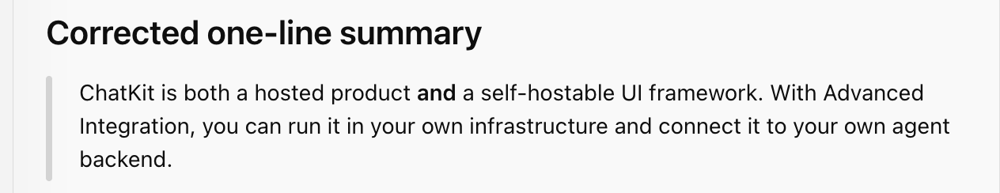 Corrected one-line summary
ChatKit is both a hosted product and a self-hostable UI framework. With Advanced
Integration, you can run it in your own infrastructure and connect it to your own agent
backend.